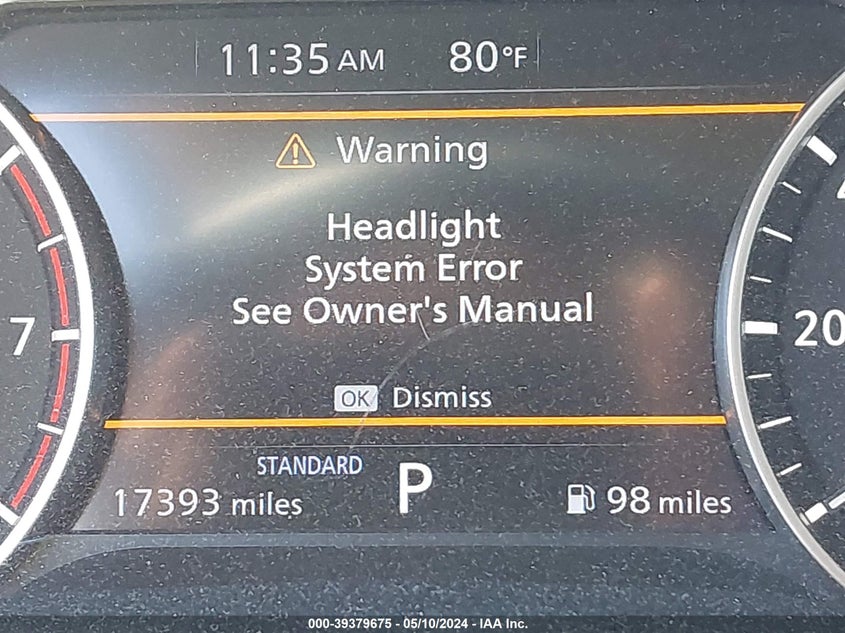 11:35 AM 80°F
Warning
Headlight
System Error
See Owner's Manual
OK Dismiss
7
20
STANDARD
P
17393 miles
98 miles
000-39379675 - 05/10/2024 - IAA Inc.